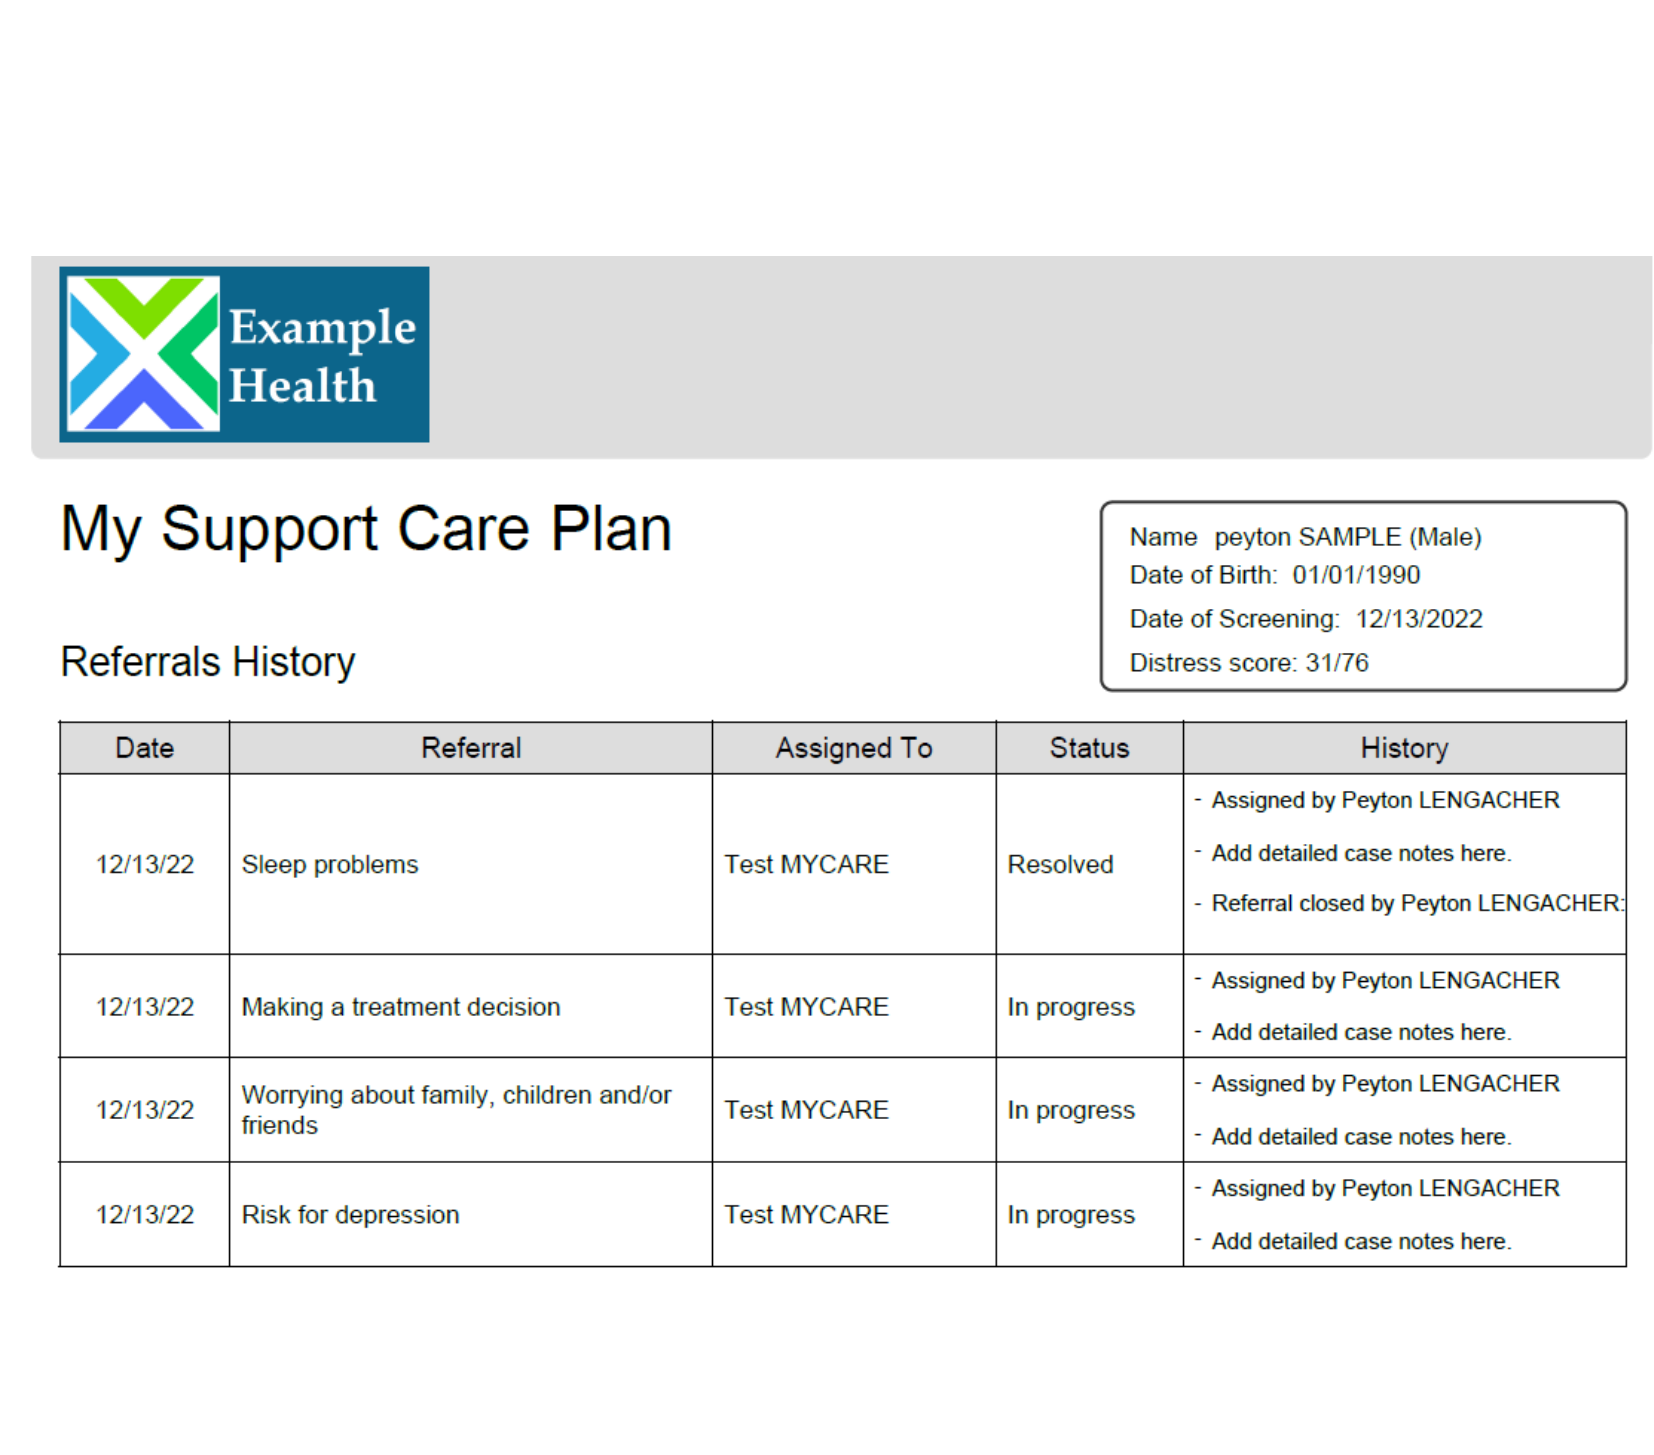 Example
Health
My Support Care Plan
Name peyton SAMPLE (Male)
Date of Birth: 01/01/1990
Date of Screening: 12/13/2022
Distress score: 31/76
Referrals History
Date Referral Assigned To Status History
12/13/22 Sleep problems Test MYCARE Resolved
- Assigned by Peyton LENGACHER
- Add detailed case notes here.
- Referral closed by Peyton LENGACHER:
12/13/22 Making a treatment decision Test MYCARE In progress
- Assigned by Peyton LENGACHER
- Add detailed case notes here.
12/13/22 Worrying about family, children and/or
friends Test MYCARE In progress
- Assigned by Peyton LENGACHER
- Add detailed case notes here.
12/13/22 Risk for depression Test MYCARE In progress
- Assigned by Peyton LENGACHER
- Add detailed case notes here.